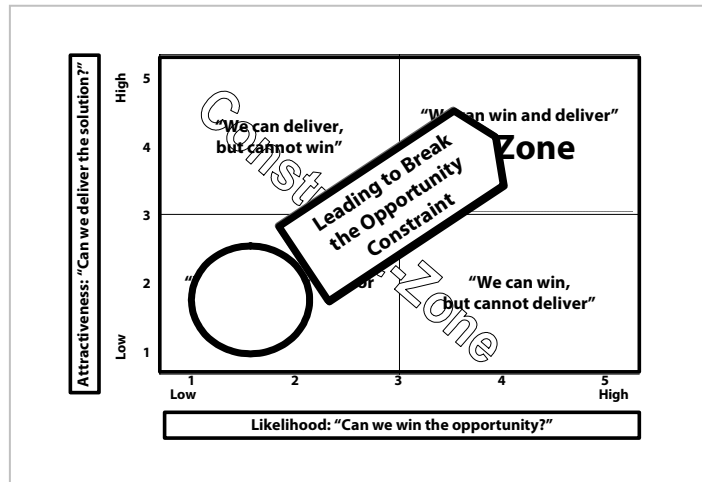 Attractiveness: “Can we deliver the solution?”
High
Low
5
4
3
2
1
“We can deliver,
but cannot win”
can win and deliver”
Zone
Leading to Break
the Opportunity
Constraint
“We can win,
but cannot deliver”
Zone
1
2
3
4
5
Low
High
Likelihood: “Can we win the opportunity?”